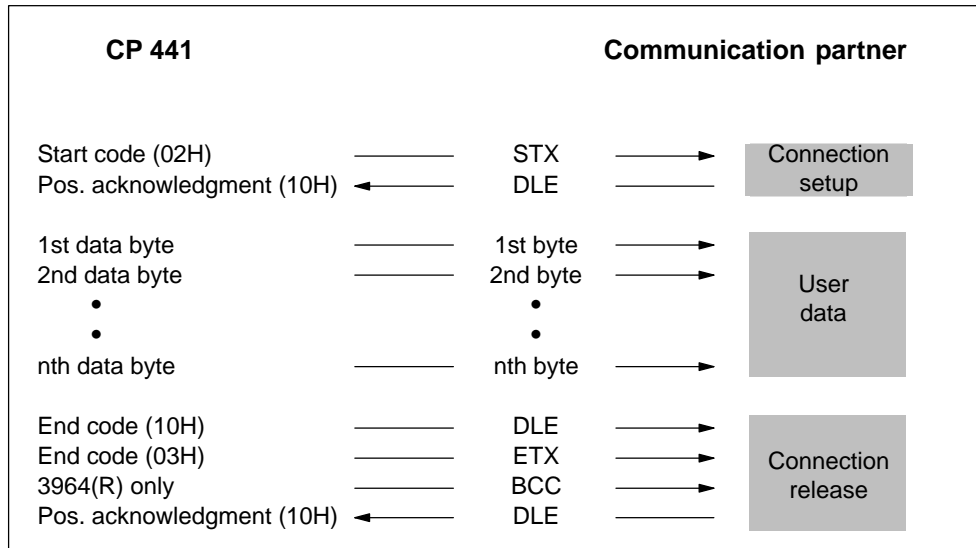 CP 441 Communication partner
Start code (02H) STX Connection
Pos. acknowledgment (10H) DLE setup
1st data byte 1st byte
2nd data byte 2nd byte
User
• •
data
• •
nth data byte nth byte
End code (10H) DLE
End code (03H) ETX Connection
3964(R) only BCC release
Pos. acknowledgment (10H) DLE